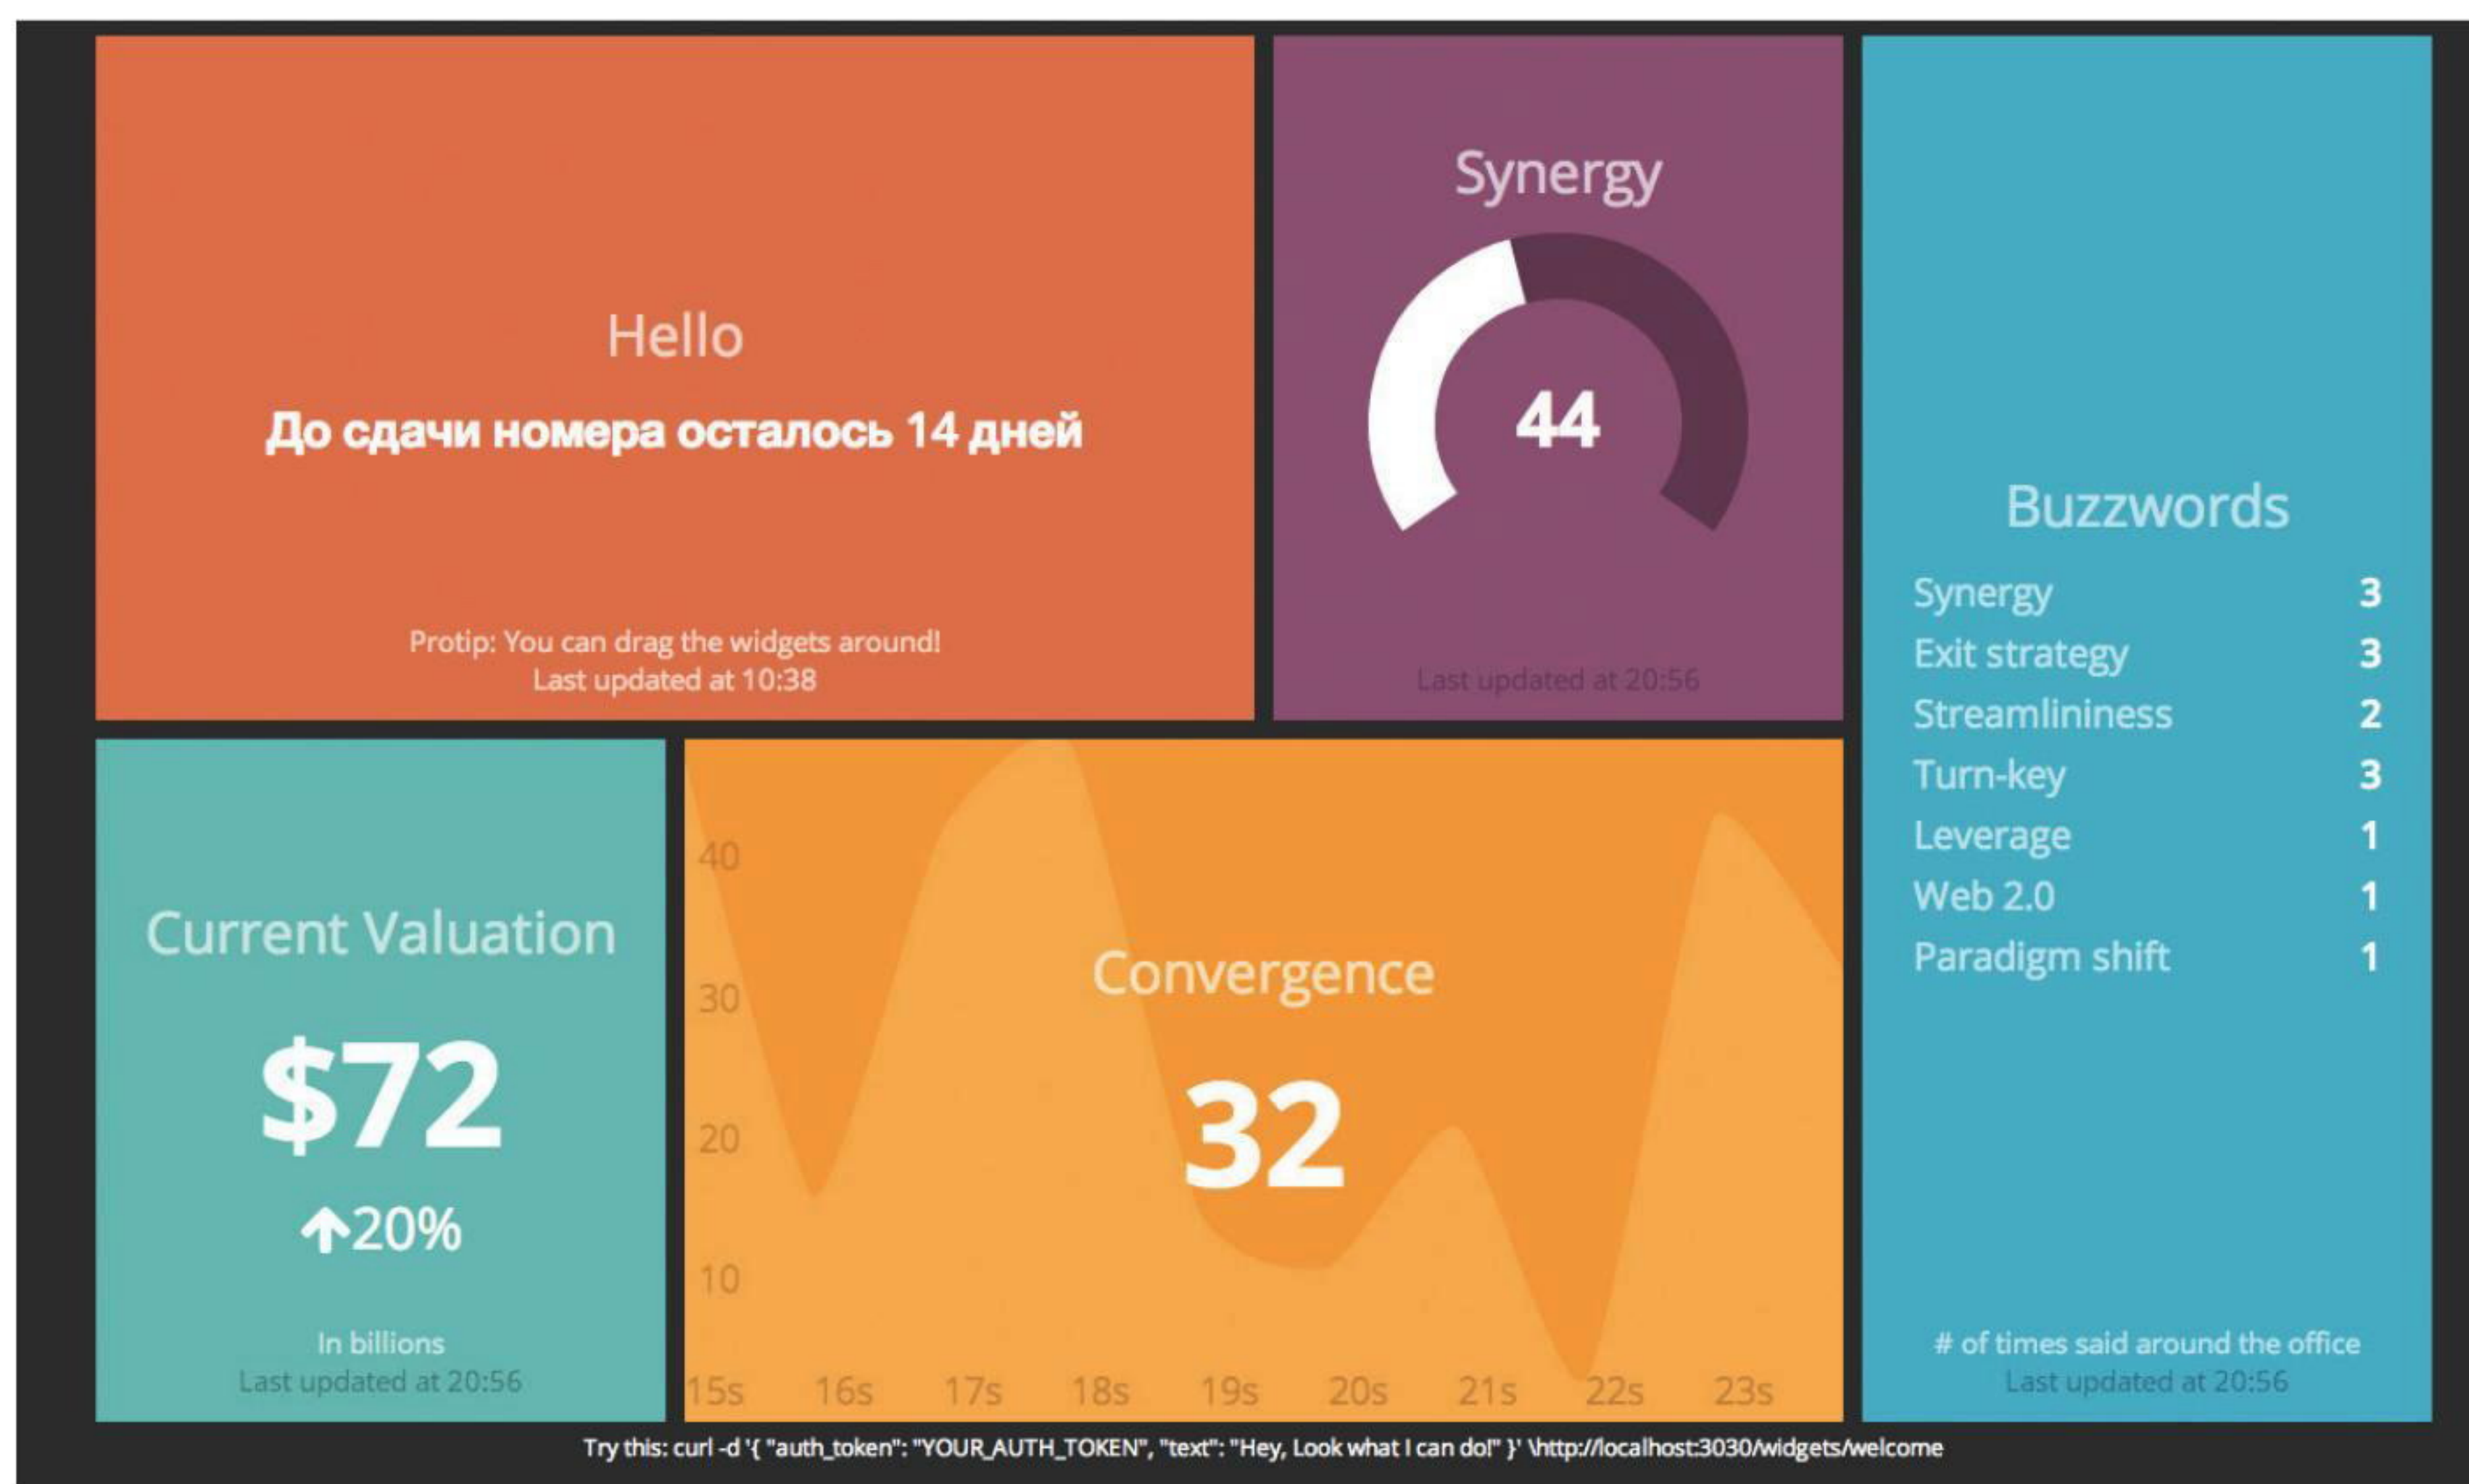 Hello
До сдачи номера осталось 14 дней
Protip: You can drag the widgets around!
Last updated at 10:38
Synergy
44
Last updated at 20:56
Buzzwords
Synergy 3
Exit strategy 3
Streamlininess 2
Turn-key 3
Leverage 1
Web 2.0 1
Paradigm shift 1
# of times said around the office
Last updated at 20:56
Current Valuation
$72
↑20%
In billions
Last updated at 20:56
Convergence
32
40
30
20
10
15s 16s 17s 18s 19s 20s 21s 22s 23s
Try this: curl -d '{ "auth_token": "YOUR_AUTH_TOKEN", "text": "Hey, Look what I can do!" }' \http://localhost:3030/widgets/welcome